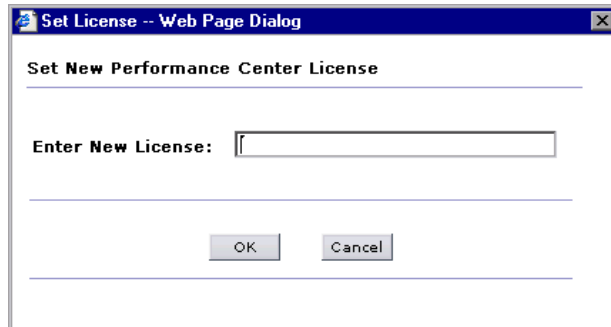 Set License -- Web Page Dialog
Set New Performance Center License
Enter New License:
OK Cancel